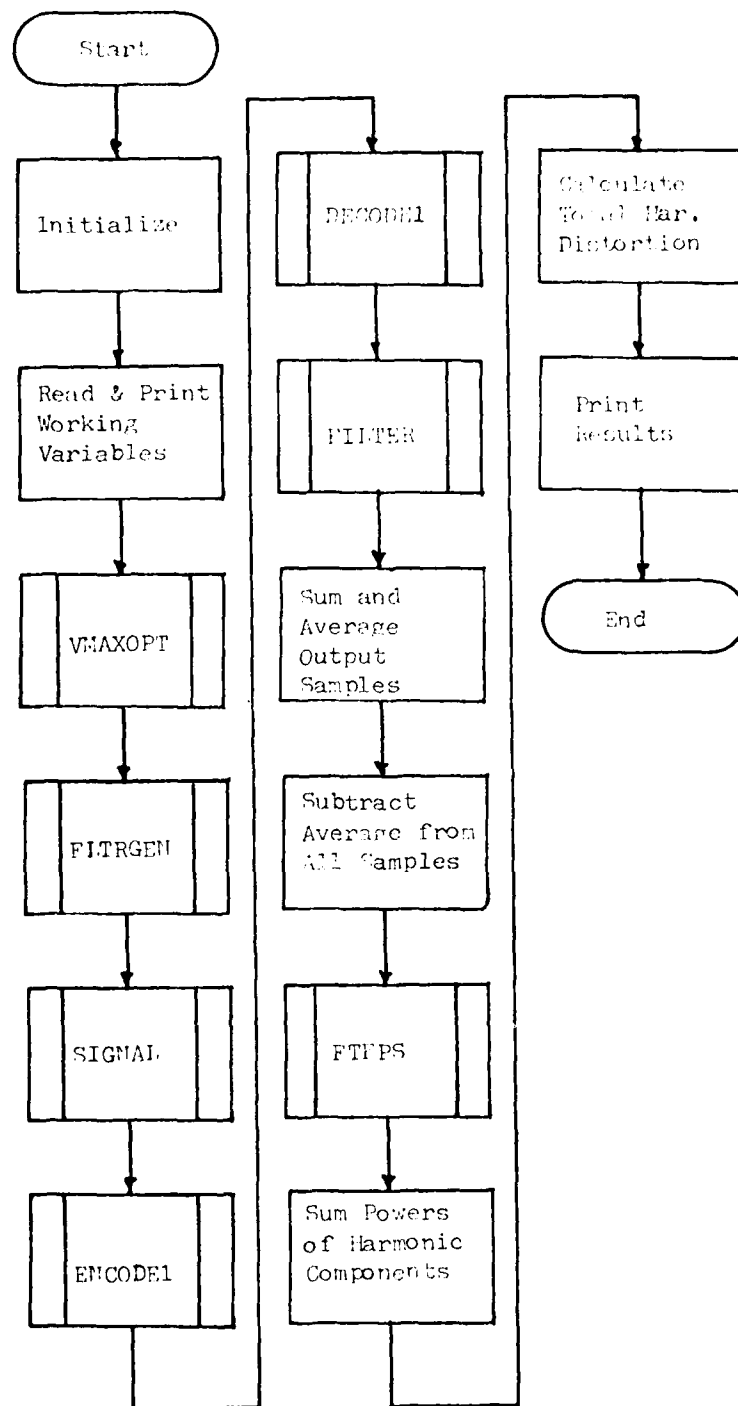 Start
Initialize
Read & Print
Working
Variables
VMAXOPT
FLTRGEN
SIGNAL
ENCODE1
DECODE1
FILTER
Sum and
Average
Output
Samples
Subtract
Average from
All Samples
FTFPS
Sum Powers
of Harmonic
Components
Calculate
Total Har.
Distortion
Print
Results
End